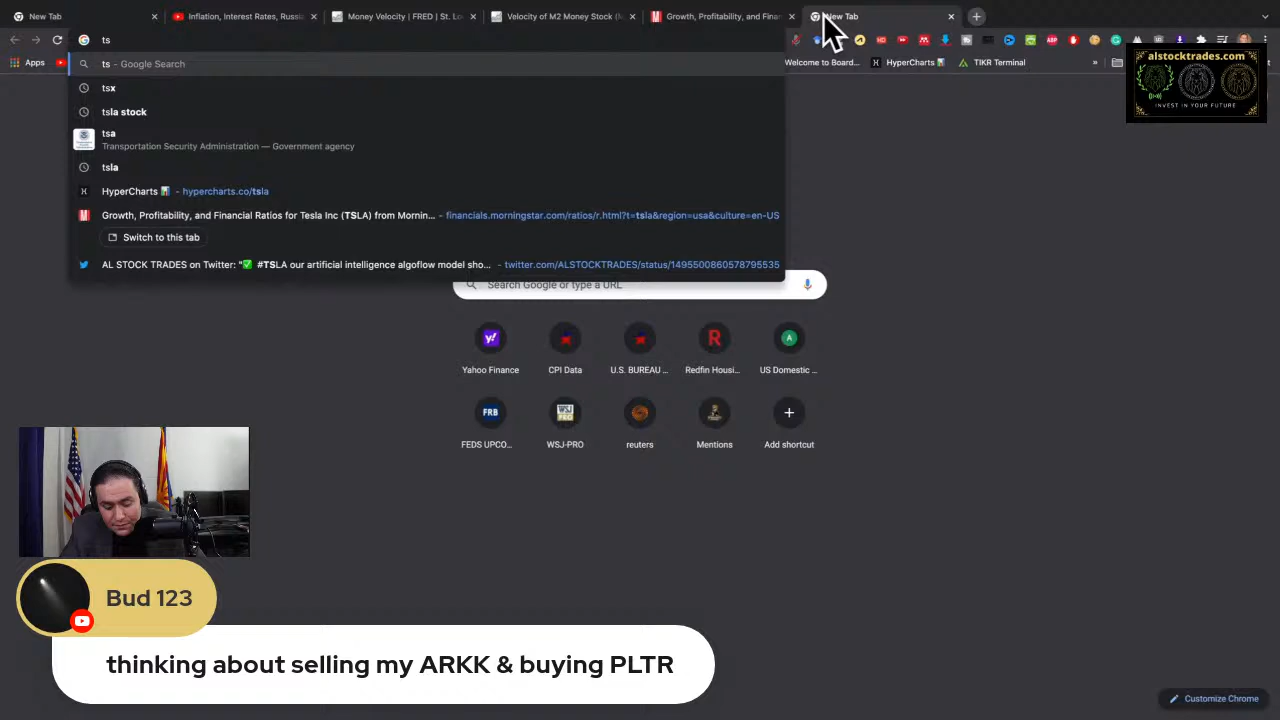 New Tab
Inflation, Interest Rates, Russia
Money Velocity | FRED | St. Lo
Velocity of M2 Money Stock (
Growth, Profitability, and Finan
New Tab
ts
Apps
Welcome to Board...
HyperCharts
TIKR Terminal
ts - Google Search
tsx
tsla stock
tsa
Transportation Security Administration — Government agency
tsla
HyperCharts 📊 - hypercharts.co/tsla
Growth, Profitability, and Financial Ratios for Tesla Inc (TSLA) from Mornin... - financials.morningstar.com/ratios/r.html?t=tsla&region=usa&culture=en-US
Switch to this tab
AL STOCK TRADES on Twitter: "✅ #TSLA our artificial intelligence algoflow model sho... - twitter.com/ALSTOCKTRADES/status/1495500860578795535
alstocktrades.com
INVEST IN YOUR FUTURE
Search Google or type a URL
Yahoo Finance
CPI Data
U.S. BUREAU ...
Redfin Housi...
US Domestic ...
FRB
WSJ PRO
FEDS UPCO...
WSJ-PRO
reuters
Mentions
Add shortcut
Bud 123
thinking about selling my ARKK & buying PLTR
Customize Chrome